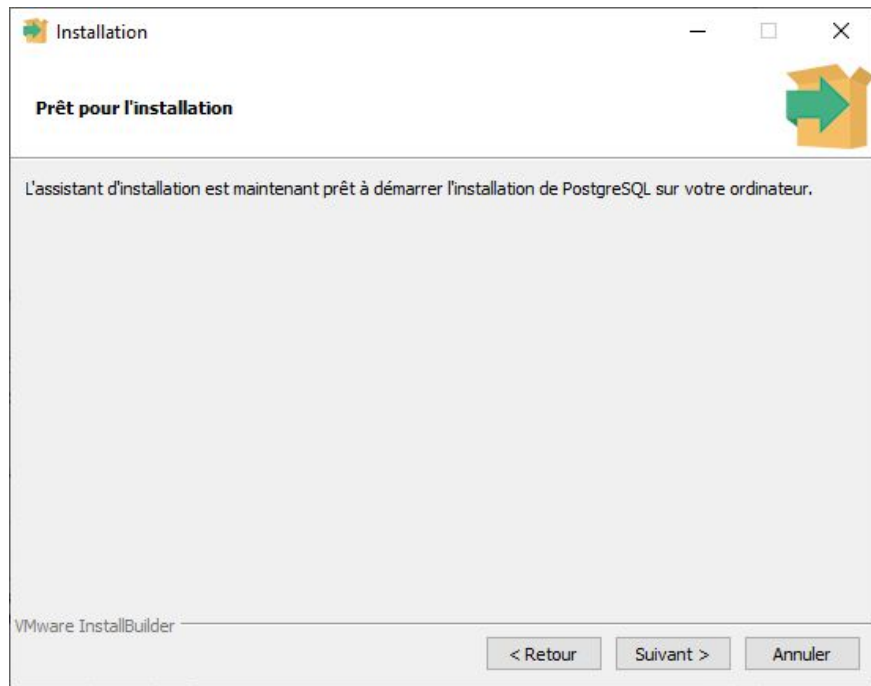 Installation
Prêt pour l'installation
L'assistant d'installation est maintenant prêt à démarrer l'installation de PostgreSQL sur votre ordinateur.
VMware InstallBuilder
< Retour Suivant > Annuler